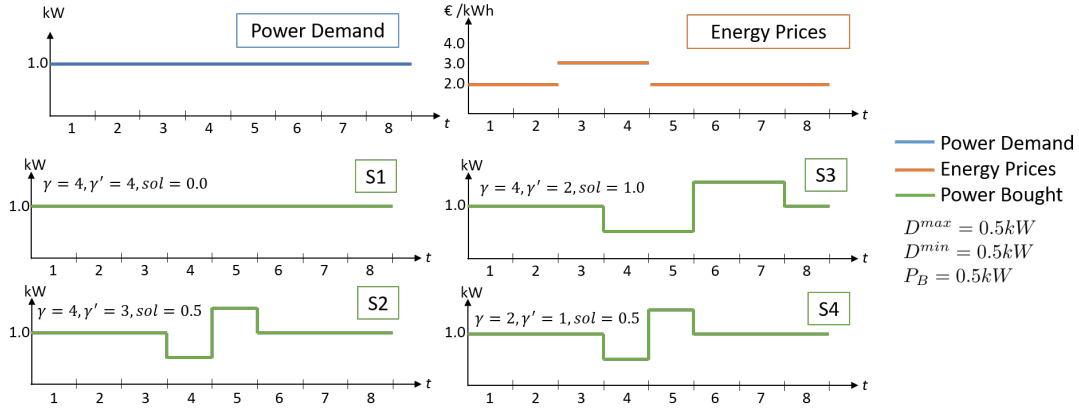 kW
Power Demand
1.0
1 2 3 4 5 6 7 8 t
€ /kWh
Energy Prices
4.0
3.0
2.0
1 2 3 4 5 6 7 8 t
Power Demand
Energy Prices
Power Bought
D^{max} = 0.5kW
D^{min} = 0.5kW
P_B = 0.5kW
kW
S1
γ = 4, γ′ = 4, sol = 0.0
1.0
1 2 3 4 5 6 7 8 t
kW
S3
γ = 4, γ′ = 2, sol = 1.0
1.0
1 2 3 4 5 6 7 8 t
kW
S2
γ = 4, γ′ = 3, sol = 0.5
1.0
1 2 3 4 5 6 7 8 t
kW
S4
γ = 2, γ′ = 1, sol = 0.5
1.0
1 2 3 4 5 6 7 8 t